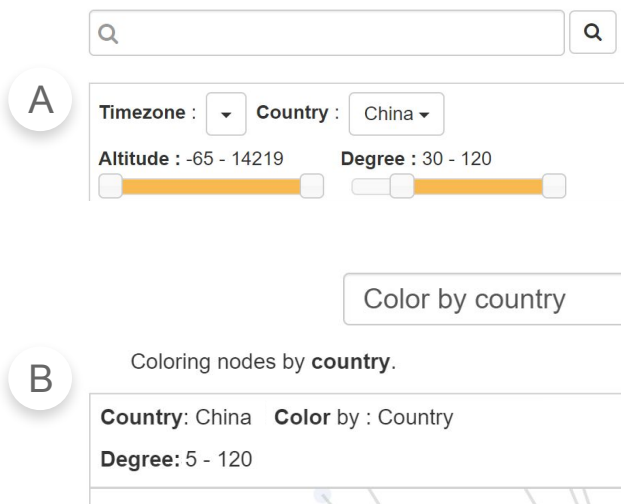 A
Timezone : Country : China
Altitude : -65 - 14219 Degree : 30 - 120
Color by country
Coloring nodes by country.
B
Country: China Color by : Country
Degree: 5 - 120